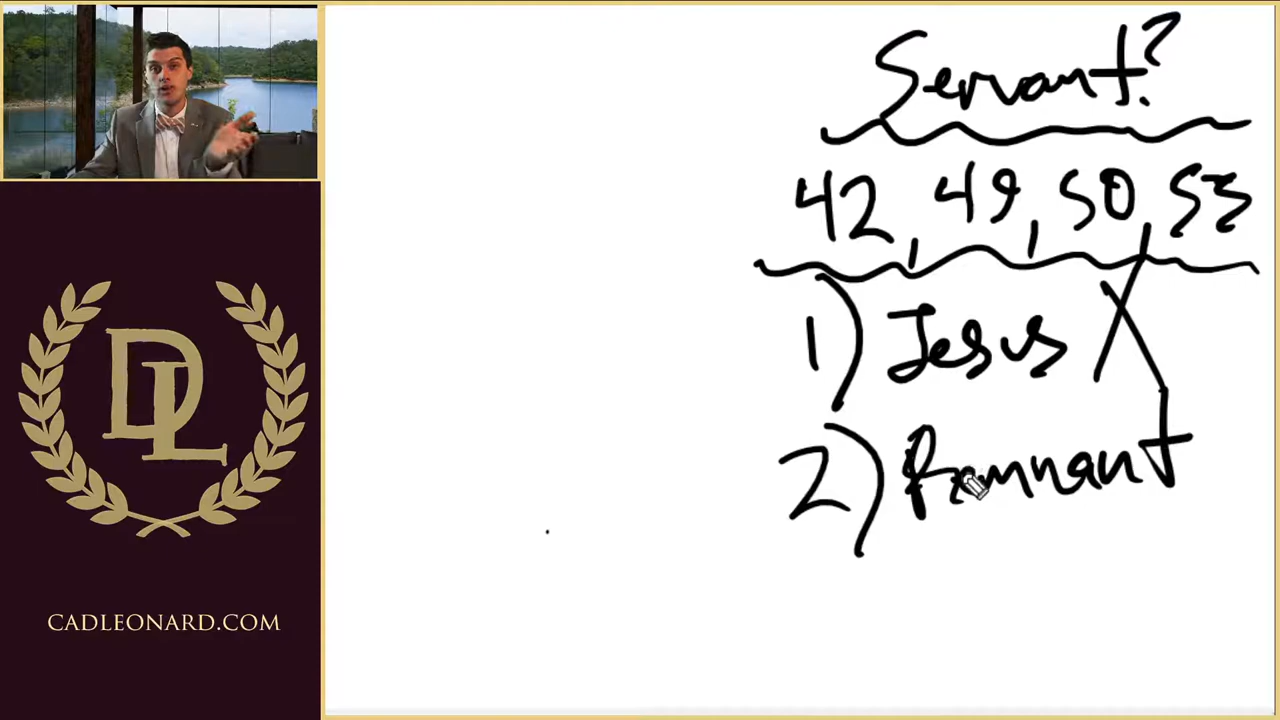 Servant?
42, 49, 50, 53
1) Jesus X
2) Remnant
DL
CADLEONARD.COM